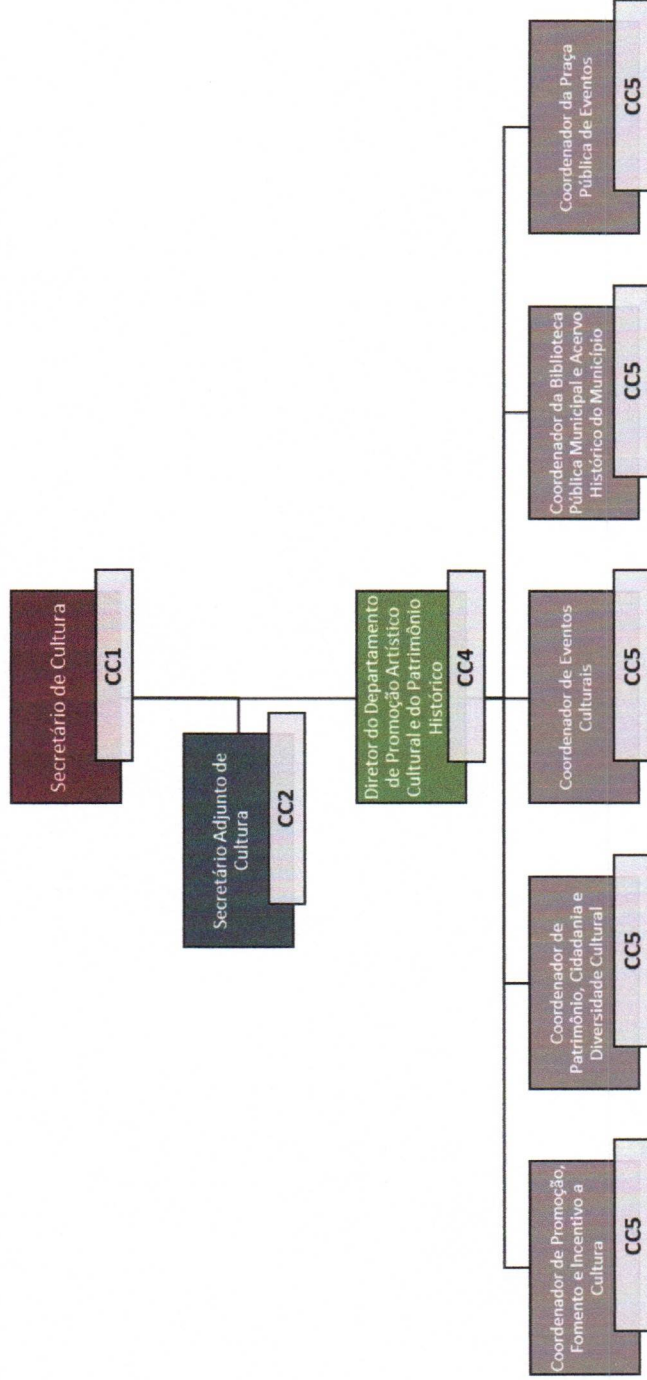 Secretário de Cultura
CC1
Secretário Adjunto de
Cultura
CC2
Diretor do Departamento
de Promoção Artístico
Cultural e do Patrimônio
Histórico
CC4
Coordenador de Promoção,
Fomento e Incentivo a
Cultura
CC5
Coordenador de
Patrimônio, Cidadania e
Diversidade Cultural
CC5
Coordenador de Eventos
Culturais
CC5
Coordenador da Biblioteca
Pública Municipal e Acervo
Histórico do Município
CC5
Coordenador da Praça
Pública de Eventos
CC5